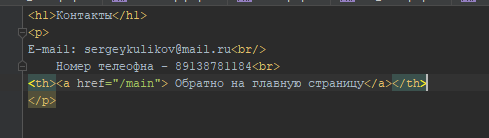 <h1>Контакты</h1>
<p>
E-mail: sergeykulikov@mail.ru<br/>
Номер телеофна - 89138781184<br>
<th><a href="/main"> Обратно на главную страницу</a></th>
</p>